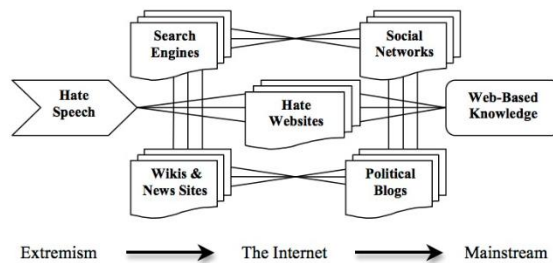 Search
Engines
Social
Networks
Hate
Speech
Hate
Websites
Web-Based
Knowledge
Wikis &
News Sites
Political
Blogs
Extremism
The Internet
Mainstream